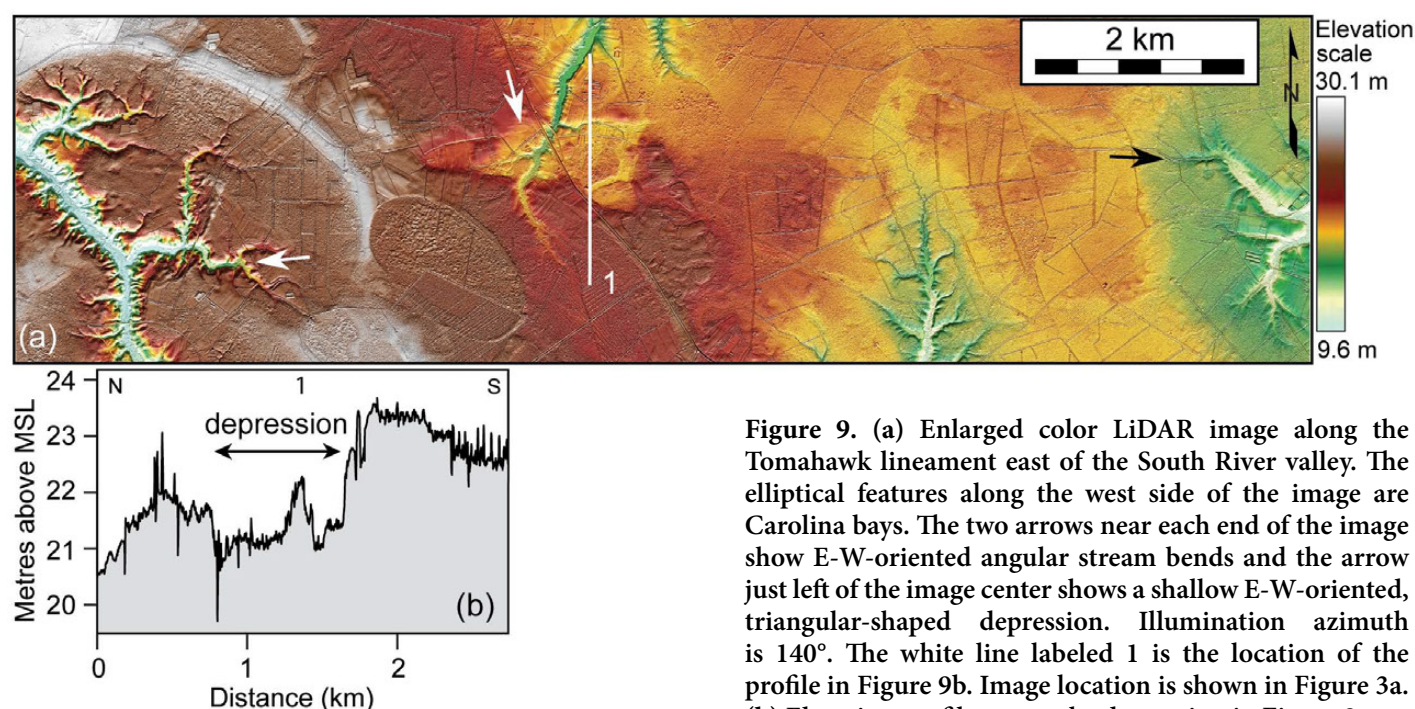 2 km
Elevation
scale
30.1 m
N
1
(a)
9.6 m
24
23
22
21
20
Metres above MSL
N
1
S
depression
(b)
0
1
2
Distance (km)
Figure 9. (a) Enlarged color LiDAR image along the
Tomahawk lineament east of the South River valley. The
elliptical features along the west side of the image are
Carolina bays. The two arrows near each end of the image
show E-W-oriented angular stream bends and the arrow
just left of the image center shows a shallow E-W-oriented,
triangular-shaped depression. Illumination azimuth
is 140°. The white line labeled 1 is the location of the
profile in Figure 9b. Image location is shown in Figure 3a.